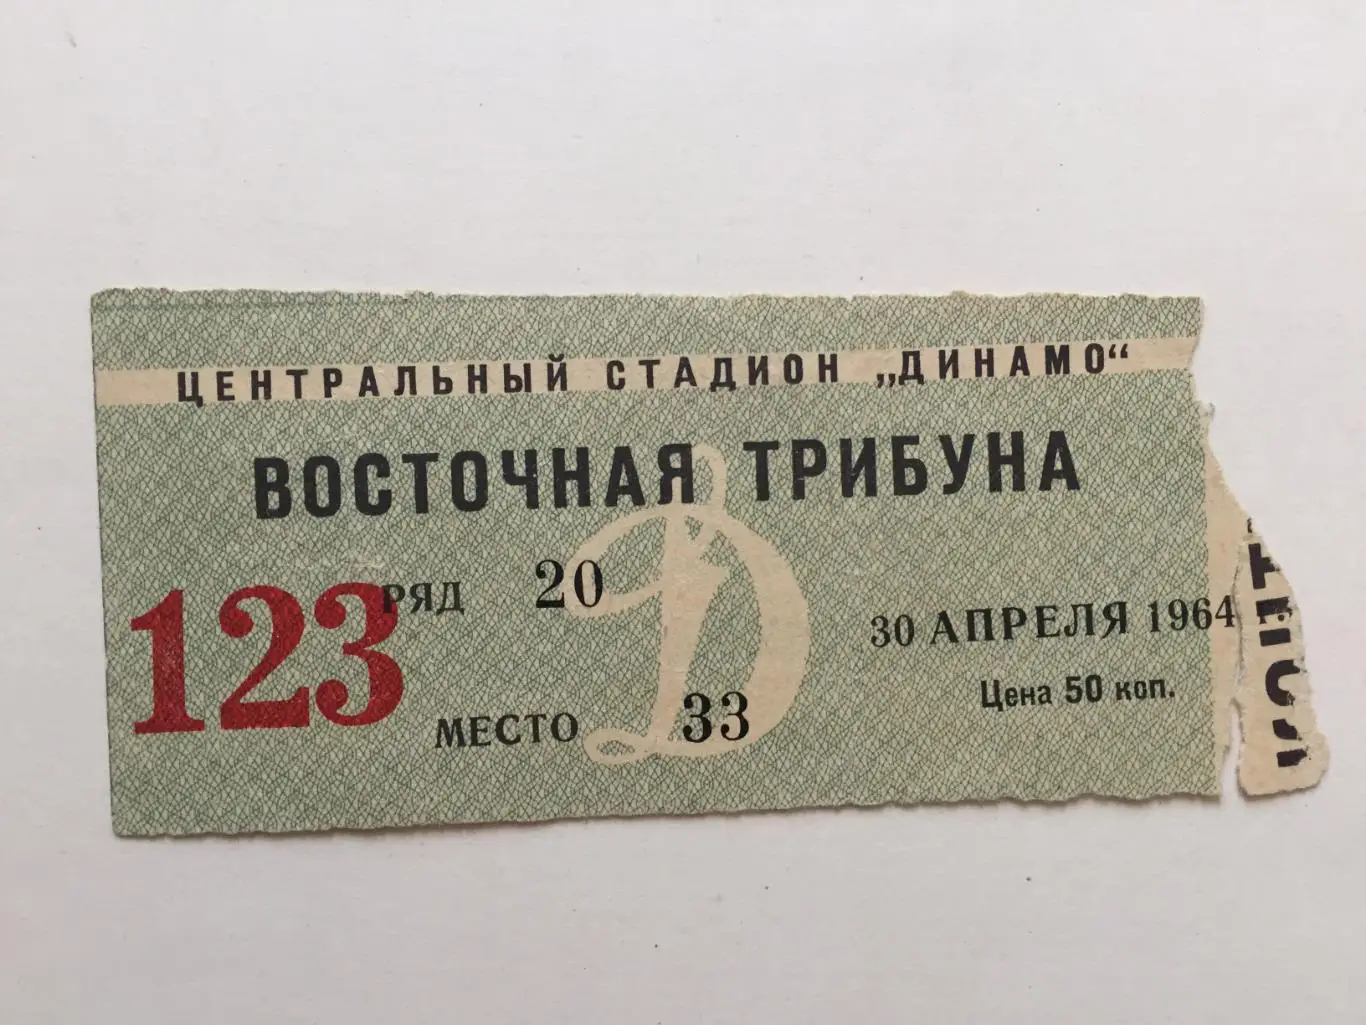 ЦЕНТРАЛЬНЫЙ СТАДИОН „ДИНАМО“
ВОСТОЧНАЯ ТРИБУНА
123
РЯД 20
МЕСТО 33
30 АПРЕЛЯ 1964
Цена 50 коп.